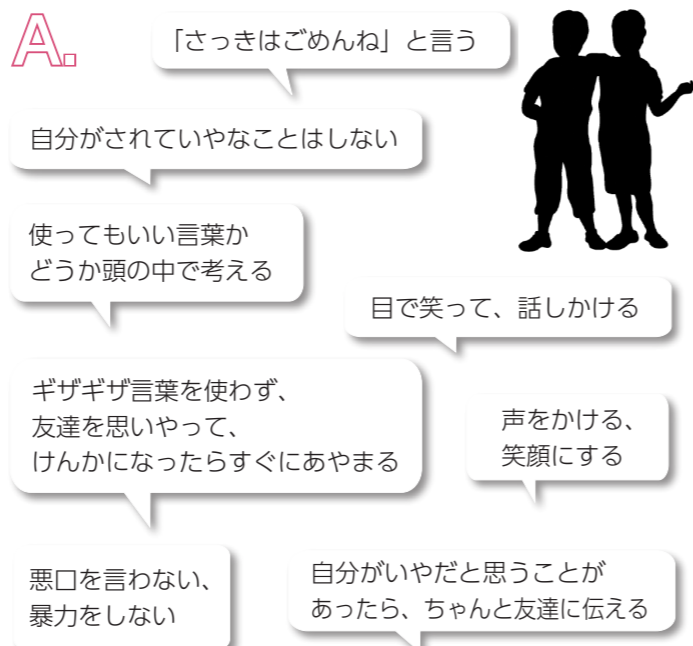 A.
「さっきはごめんね」と言う
自分がされていやなことはしない
使ってもいい言葉か
どうか頭の中で考える
目で笑って、話しかける
ギザギザ言葉を使わず、
友達を思いやって、
けんかになったらすぐにあやまる
声をかける、
笑顔にする
悪口を言わない、
暴力をしない
自分がいやだと思うことが
あったら、ちゃんと友達に伝える